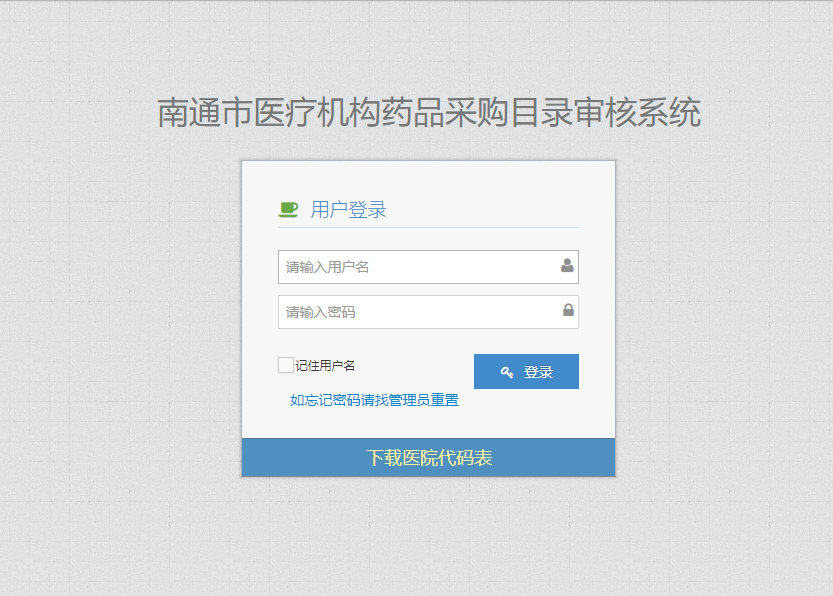 南通市医疗机构药品采购目录审核系统
用户登录
请输入用户名
请输入密码
记住用户名
登录
如忘记密码请找管理员重置
下载医院代码表